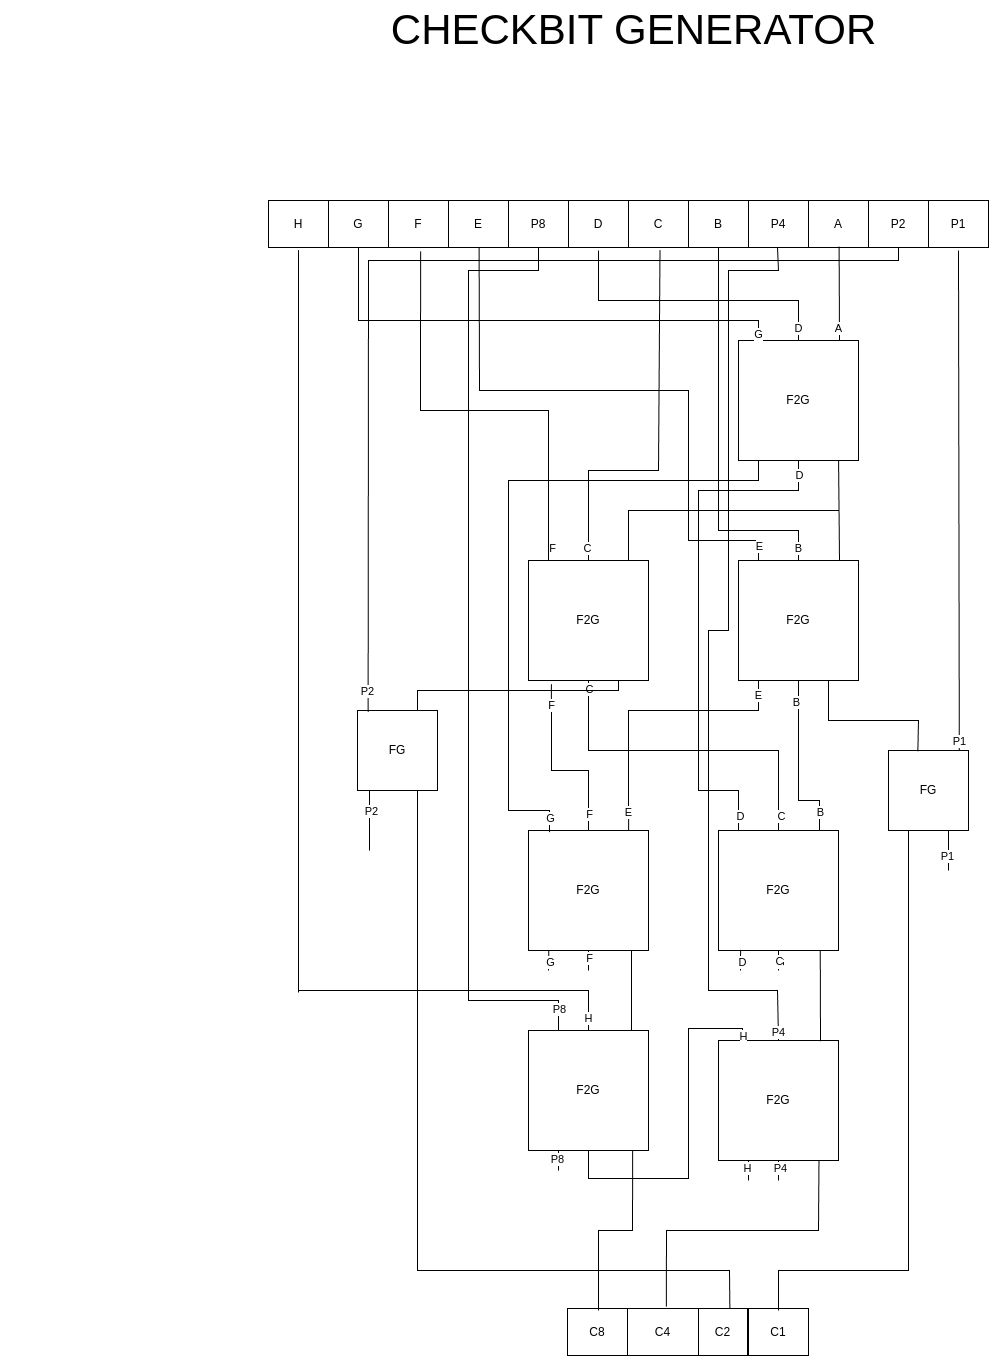 CHECKBIT GENERATOR
H G F E P8 D C B P4 A P2 P1
G D A
F2G
D
F C E B
F2G F2G
P2 F C E B
FG P1
FG
P2 G F E D C B
P1
F2G F2G
G F D C
P8 H H P4
F2G F2G
P8 H P4
C8 C4 C2 C1